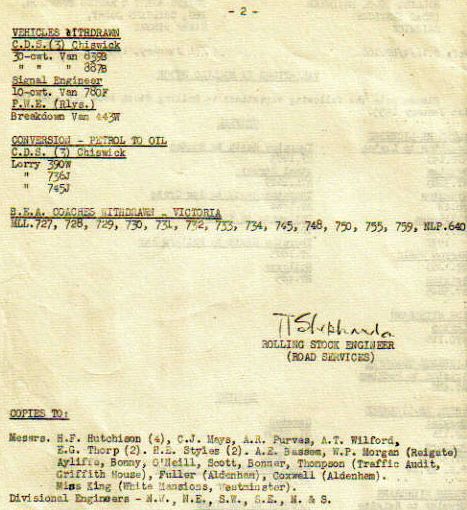 - 2 -
VEHICLES WITHDRAWN
C.D.S.(3) Chiswick
30-cwt. Van 839B
" " " 887B
Signal Engineer
10-cwt. Van 780F
P.W.E. (Rlys.)
Breakdown Van 443W
CONVERSION - PETROL TO OIL
C.D.S. (3) Chiswick
Lorry 390W
" 736J
" 745J
B.E.A. COACHES WITHDRAWN - VICTORIA
MLL.727, 728, 729, 730, 731, 732, 733, 734, 745, 748, 750, 755, 759, NLP.640
ROLLING STOCK ENGINEER
(ROAD SERVICES)
COPIES TO:
Messrs. H.F. Hutchison (4), C.J. Mays, A.R. Purves, A.T. Wilford,
E.G. Thorp (2). H.E. Styles (2). A.E. Bassom, W.P. Morgan (Reigate)
Ayliffe, Bonny, O'Neill, Scott, Bonner, Thompson (Traffic Audit,
Griffith House), Fuller (Aldenham), Coxwell (Aldenham).
Miss King (White Mansions, Westminster).
Divisional Engineers - N.W., N.E., S.W., S.E., M. & S.